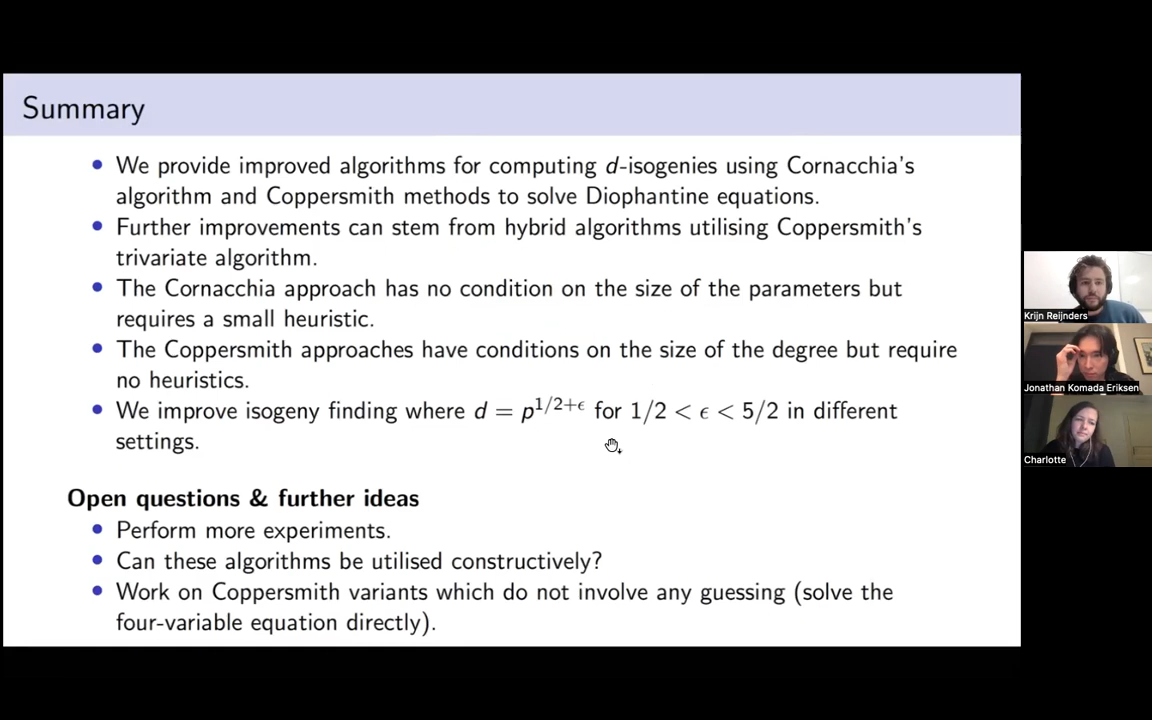 Summary
• We provide improved algorithms for computing d-isogenies using Cornacchia's
algorithm and Coppersmith methods to solve Diophantine equations.
• Further improvements can stem from hybrid algorithms utilising Coppersmith's
trivariate algorithm.
• The Cornacchia approach has no condition on the size of the parameters but
requires a small heuristic.
• The Coppersmith approaches have conditions on the size of the degree but require
no heuristics.
• We improve isogeny finding where d = p^{1/2+ϵ} for 1/2 < ϵ < 5/2 in different
settings.
Open questions & further ideas
• Perform more experiments.
• Can these algorithms be utilised constructively?
• Work on Coppersmith variants which do not involve any guessing (solve the
four-variable equation directly).
Krijn Reijnders
Jonathan Komada Eriksen
Charlotte